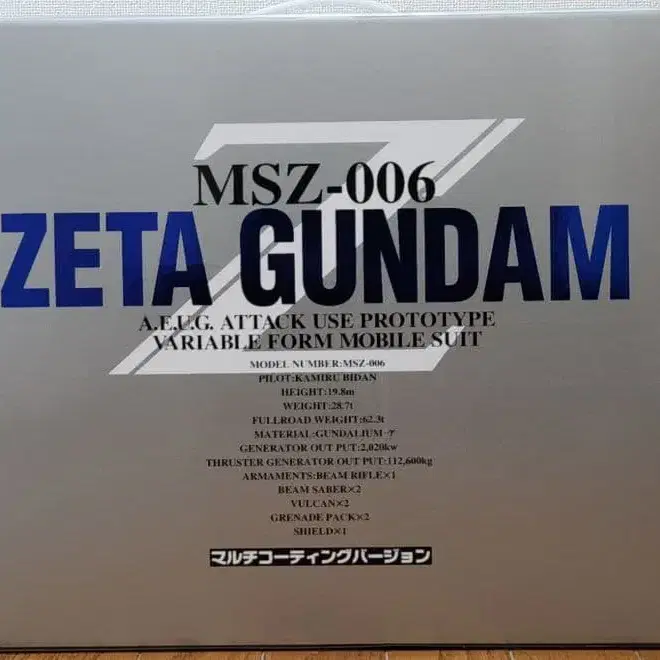 Z
MSZ-006
ZETA GUNDAM
A.E.U.G. ATTACK USE PROTOTYPE
VARIABLE FORM MOBILE SUIT
MODEL NUMBER:MSZ-006
PILOT:KAMIRU BIDAN
HEIGHT:19.8m
WEIGHT:28.7t
FULLROAD WEIGHT:62.3t
MATERIAL:GUNDALIUM-γ
GENERATOR OUT PUT:2,020kw
THRUSTER GENERATOR OUT PUT:112,600kg
ARMAMENTS:BEAM RIFLE×1
BEAM SABER×2
VULCAN×2
GRENADE PACK×2
SHIELD×1
マルチコーティングバージョン